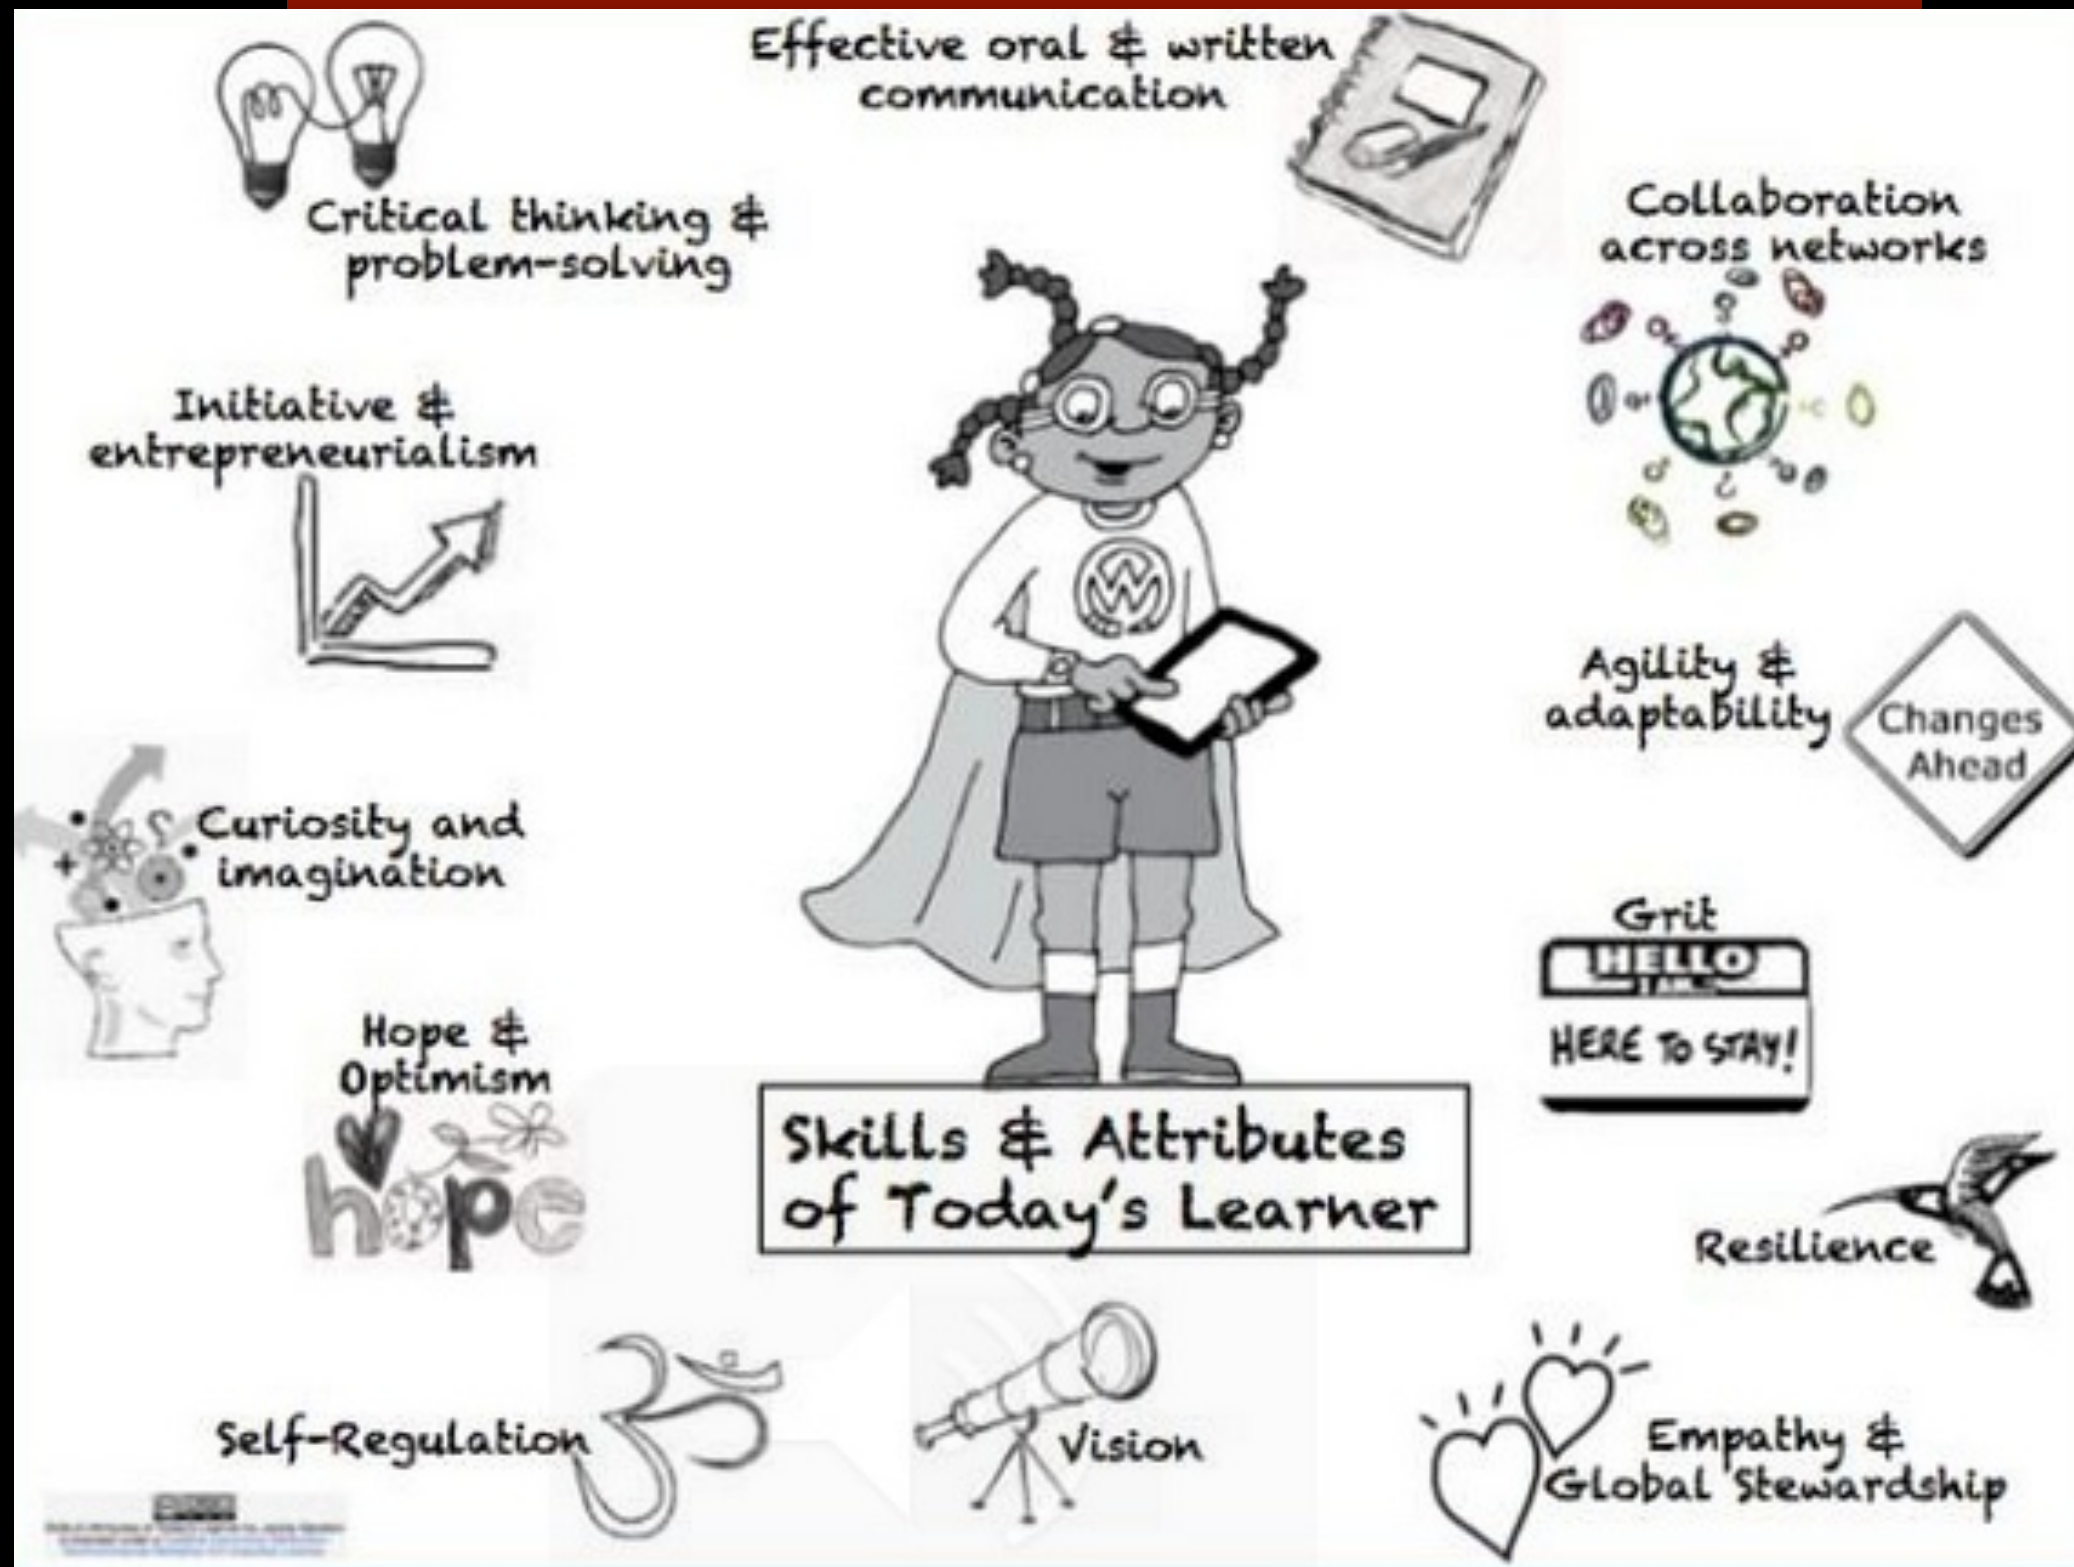 Effective oral & written
communication
Critical thinking &
problem-solving
Collaboration
across networks
Initiative &
entrepreneurialism
W
Agility &
adaptability
Changes
Ahead
Curiosity and
imagination
Grit
HELLO
HERE TO STAY!
Hope &
Optimism
hope
Skills & Attributes
of Today's Learner
Resilience
Self-Regulation
ॐ
Vision
Empathy &
Global Stewardship